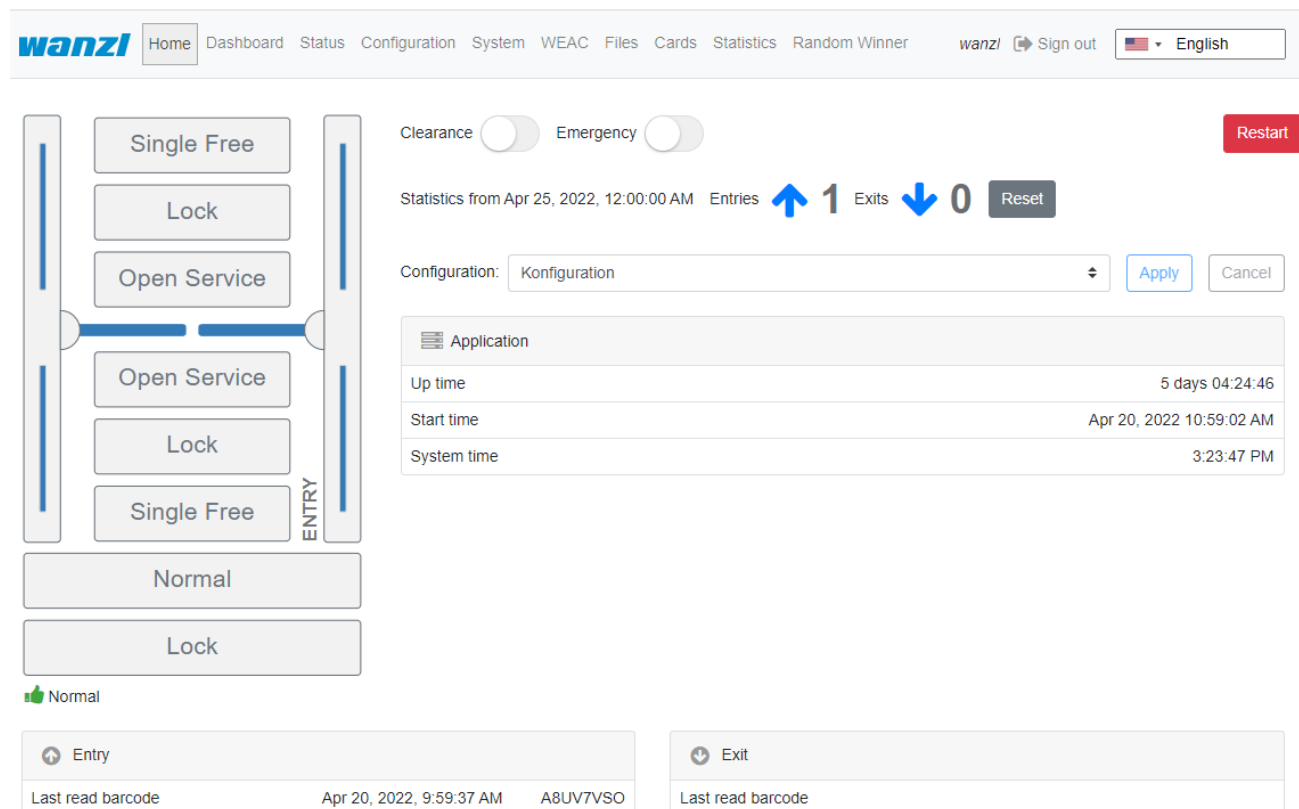 wanzl Home Dashboard Status Configuration System WEAC Files Cards Statistics Random Winner wanzl Sign out English
Single Free
Lock
Open Service
Open Service
Lock
Single Free
ENTRY
Normal
Lock
Normal
Clearance Emergency Restart
Statistics from Apr 25, 2022, 12:00:00 AM Entries 1 Exits 0 Reset
Configuration: Konfiguration Apply Cancel
Application
Up time 5 days 04:24:46
Start time Apr 20, 2022 10:59:02 AM
System time 3:23:47 PM
Entry
Last read barcode Apr 20, 2022, 9:59:37 AM A8UV7VSO
Exit
Last read barcode